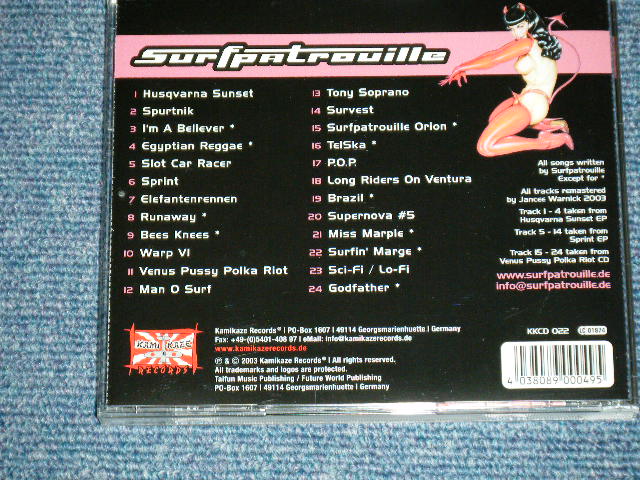 Surfpatrouille
1 Husqvarna Sunset
2 Spurtnik
3 I'm A Believer *
4 Egyptian Reggae *
5 Slot Car Racer
6 Sprint
7 Elefantenrennen
8 Runaway *
9 Bees Knees *
10 Warp VI
11 Venus Pussy Polka Riot
12 Man O Surf
13 Tony Soprano
14 Survest
15 Surfpatrouille Orion *
16 TelSka *
17 P.O.P.
18 Long Riders On Ventura
19 Brazil *
20 Supernova #5
21 Miss Marple *
22 Surfin' Marge *
23 Sci-Fi / Lo-Fi
24 Godfather *
All songs written
by Surfpatrouille
Except for *
All tracks remastered
by Jancee Warnick 2003
Track 1 - 4 taken from
Husqvarna Sunset EP
Track 5 - 14 taken from
Sprint EP
Track 15 - 24 taken from
Venus Pussy Polka Riot CD
www.surfpatrouille.de
info@surfpatrouille.de
KAMIKAZE
RECORDS
Kamikaze Records® | PO-Box 1607 | 49114 Georgsmarienhuette | Germany
Fax: +49-(0)5401-408 97 | eMail: info@kamikazerecords.de
www.kamikazerecords.de
℗ & © 2003 Kamikaze Records® | All rights reserved.
All trademarks and logos are protected.
Taifun Music Publishing / Future World Publishing
PO-Box 1607 | 49114 Georgsmarienhuette | Germany
KKCD 022
LC 01824
4 038089 000495